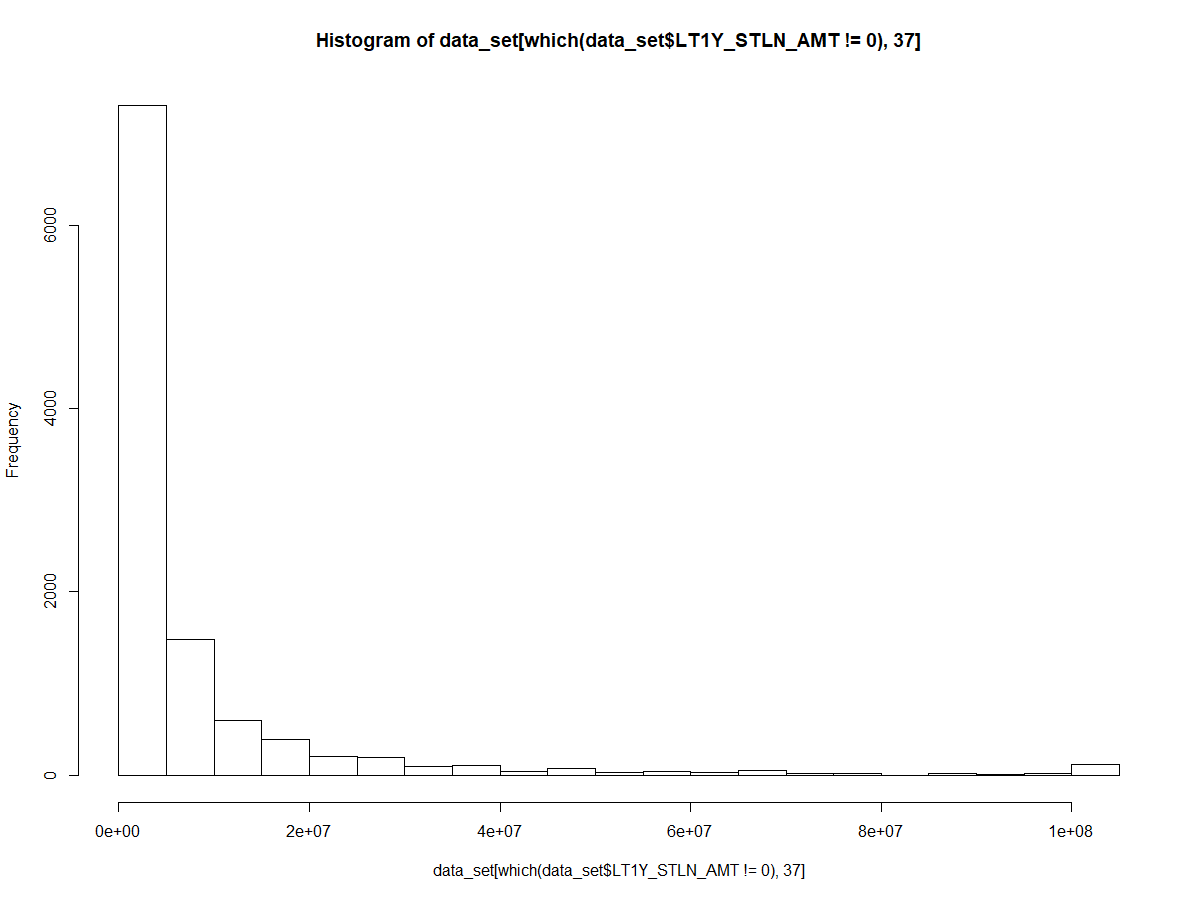 Histogram of data_set[which(data_set$LT1Y_STLN_AMT != 0), 37]
Frequency
6000
4000
2000
0
0e+00 2e+07 4e+07 6e+07 8e+07 1e+08
data_set[which(data_set$LT1Y_STLN_AMT != 0), 37]